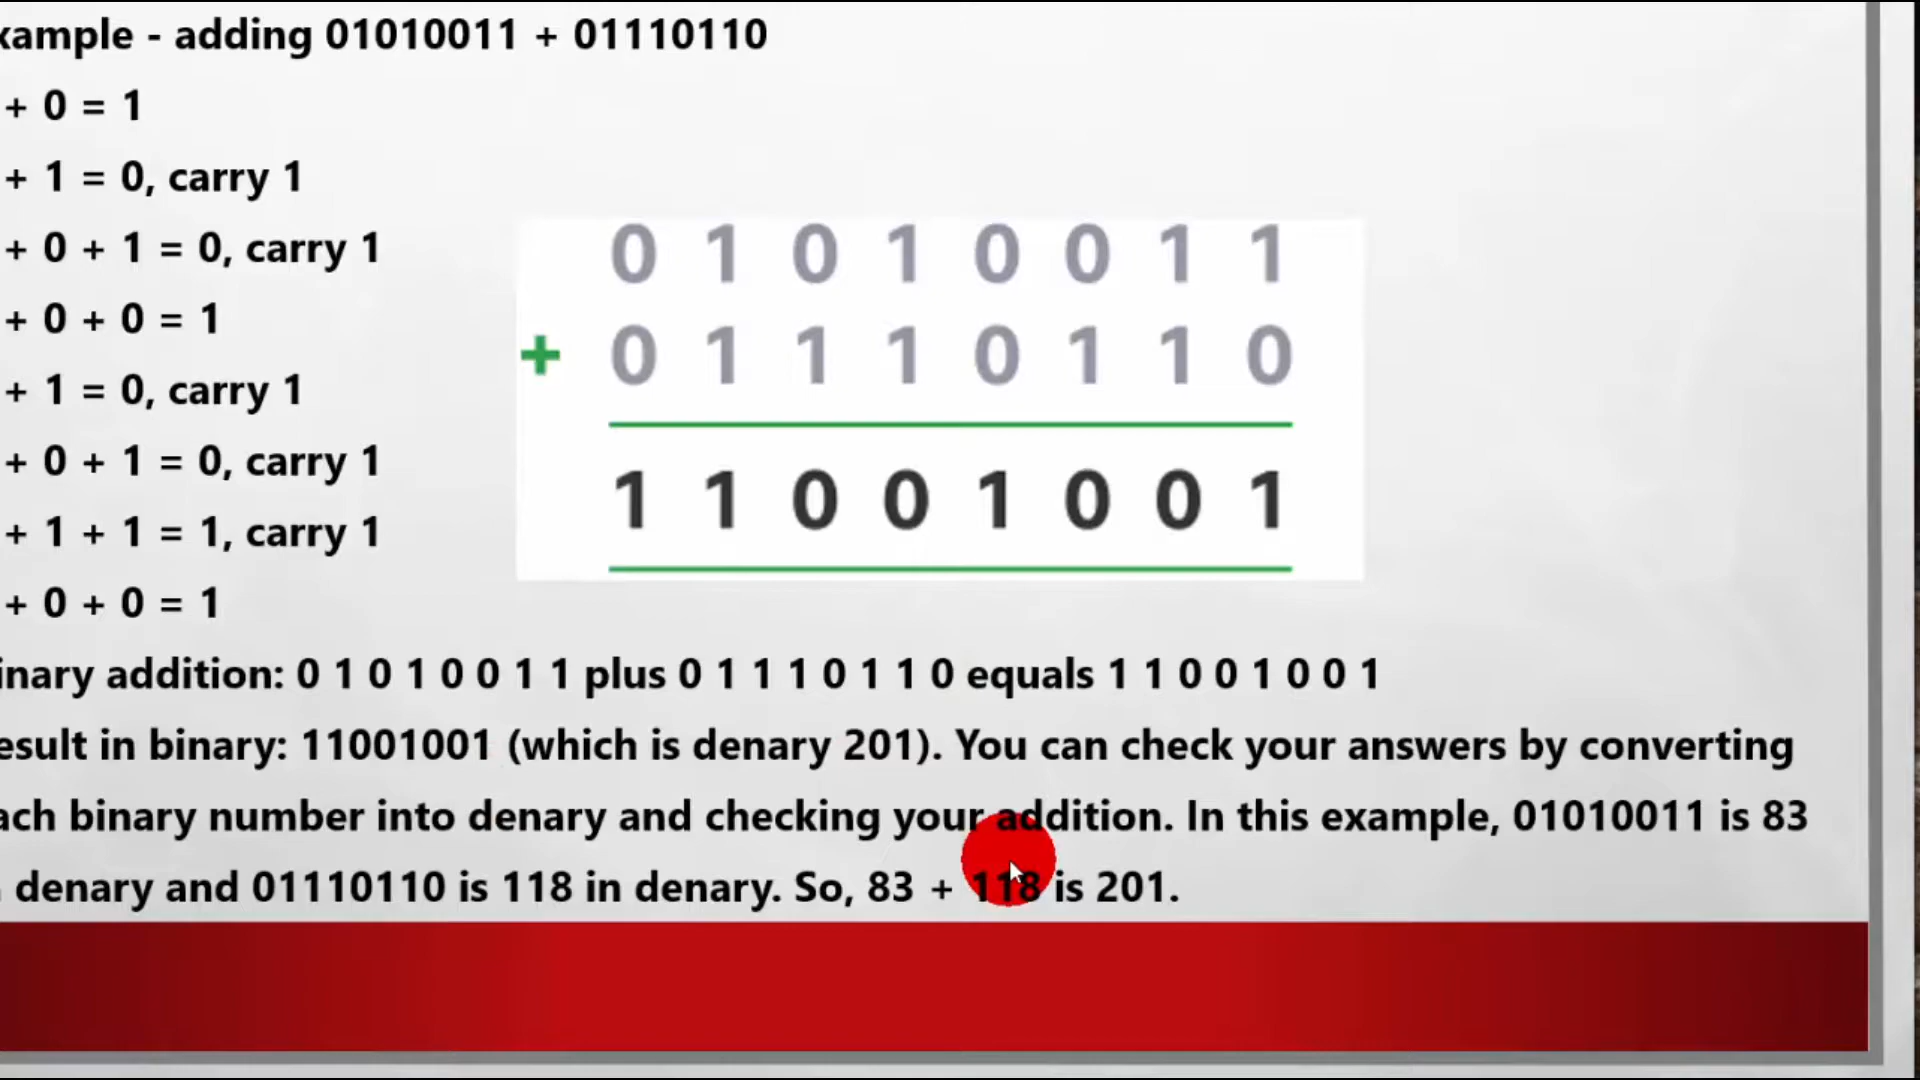 xample - adding 01010011 + 01110110
+ 0 = 1
+ 1 = 0, carry 1
+ 0 + 1 = 0, carry 1
+ 0 + 0 = 1
+ 1 = 0, carry 1
+ 0 + 1 = 0, carry 1
+ 1 + 1 = 1, carry 1
+ 0 + 0 = 1
0 1 0 1 0 0 1 1
+ 0 1 1 1 0 1 1 0
1 1 0 0 1 0 0 1
inary addition: 0 1 0 1 0 0 1 1 plus 0 1 1 1 0 1 1 0 equals 1 1 0 0 1 0 0 1
esult in binary: 11001001 (which is denary 201). You can check your answers by converting
ach binary number into denary and checking your addition. In this example, 01010011 is 83
denary and 01110110 is 118 in denary. So, 83 + 118 is 201.